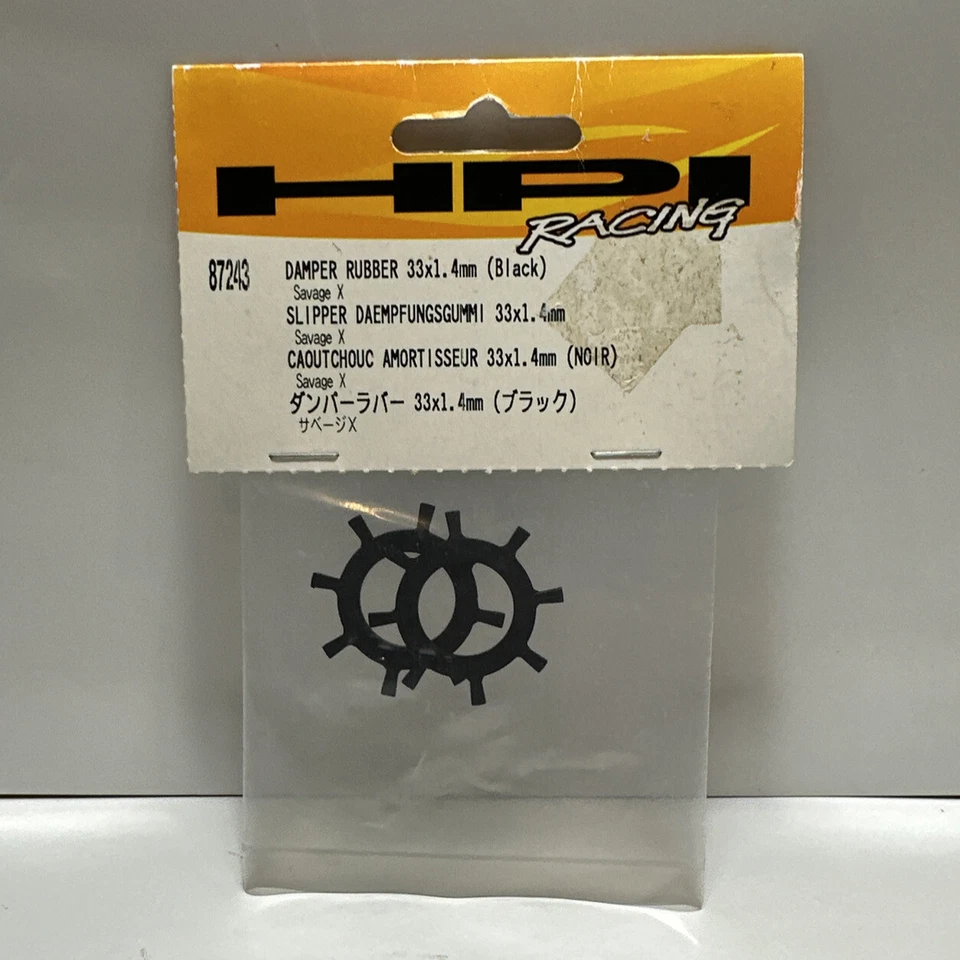 HPI
RACING
87243
DAMPER RUBBER 33x1.4mm (Black)
Savage X
SLIPPER DAEMPFUNGSGUMMI 33x1.4mm
Savage X
CAOUTCHOUC AMORTISSEUR 33x1.4mm (NOIR)
Savage X
ダンパーラバー 33x1.4mm (ブラック)
サベージX